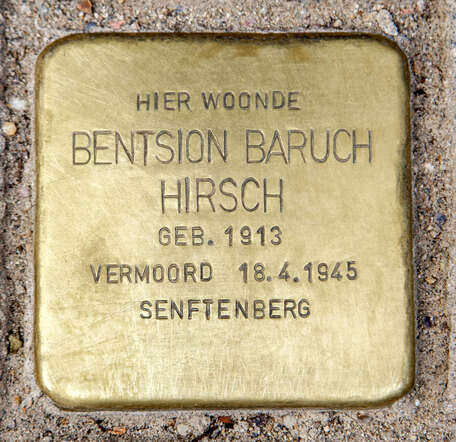 HIER WOONDE
BENTSION BARUCH
HIRSCH
GEB. 1913
VERMOORD 18.4.1945
SENFTENBERG